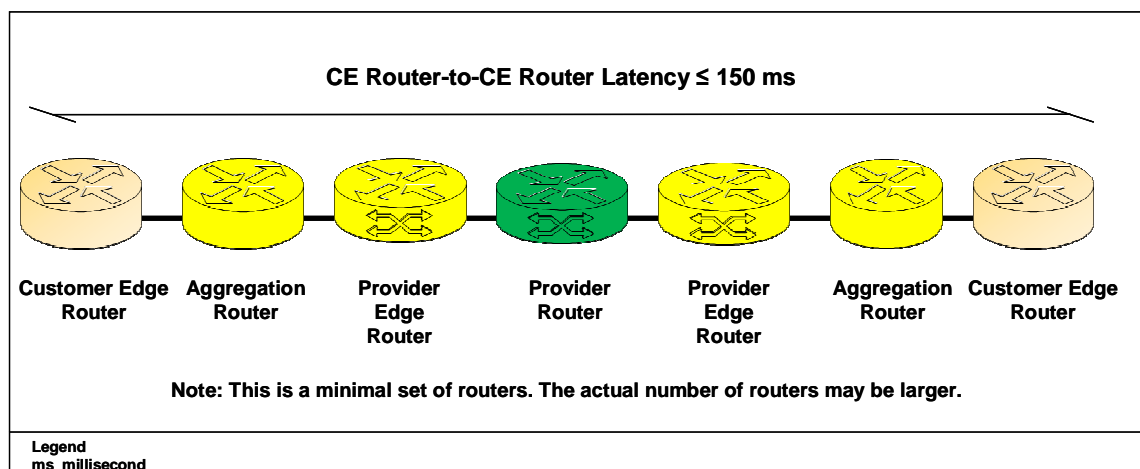 CE Router-to-CE Router Latency ≤ 150 ms
Customer Edge
Router
Aggregation
Router
Provider
Edge
Router
Provider
Router
Provider
Edge
Router
Aggregation
Router
Customer Edge
Router
Note: This is a minimal set of routers. The actual number of routers may be larger.
Legend
ms millisecond